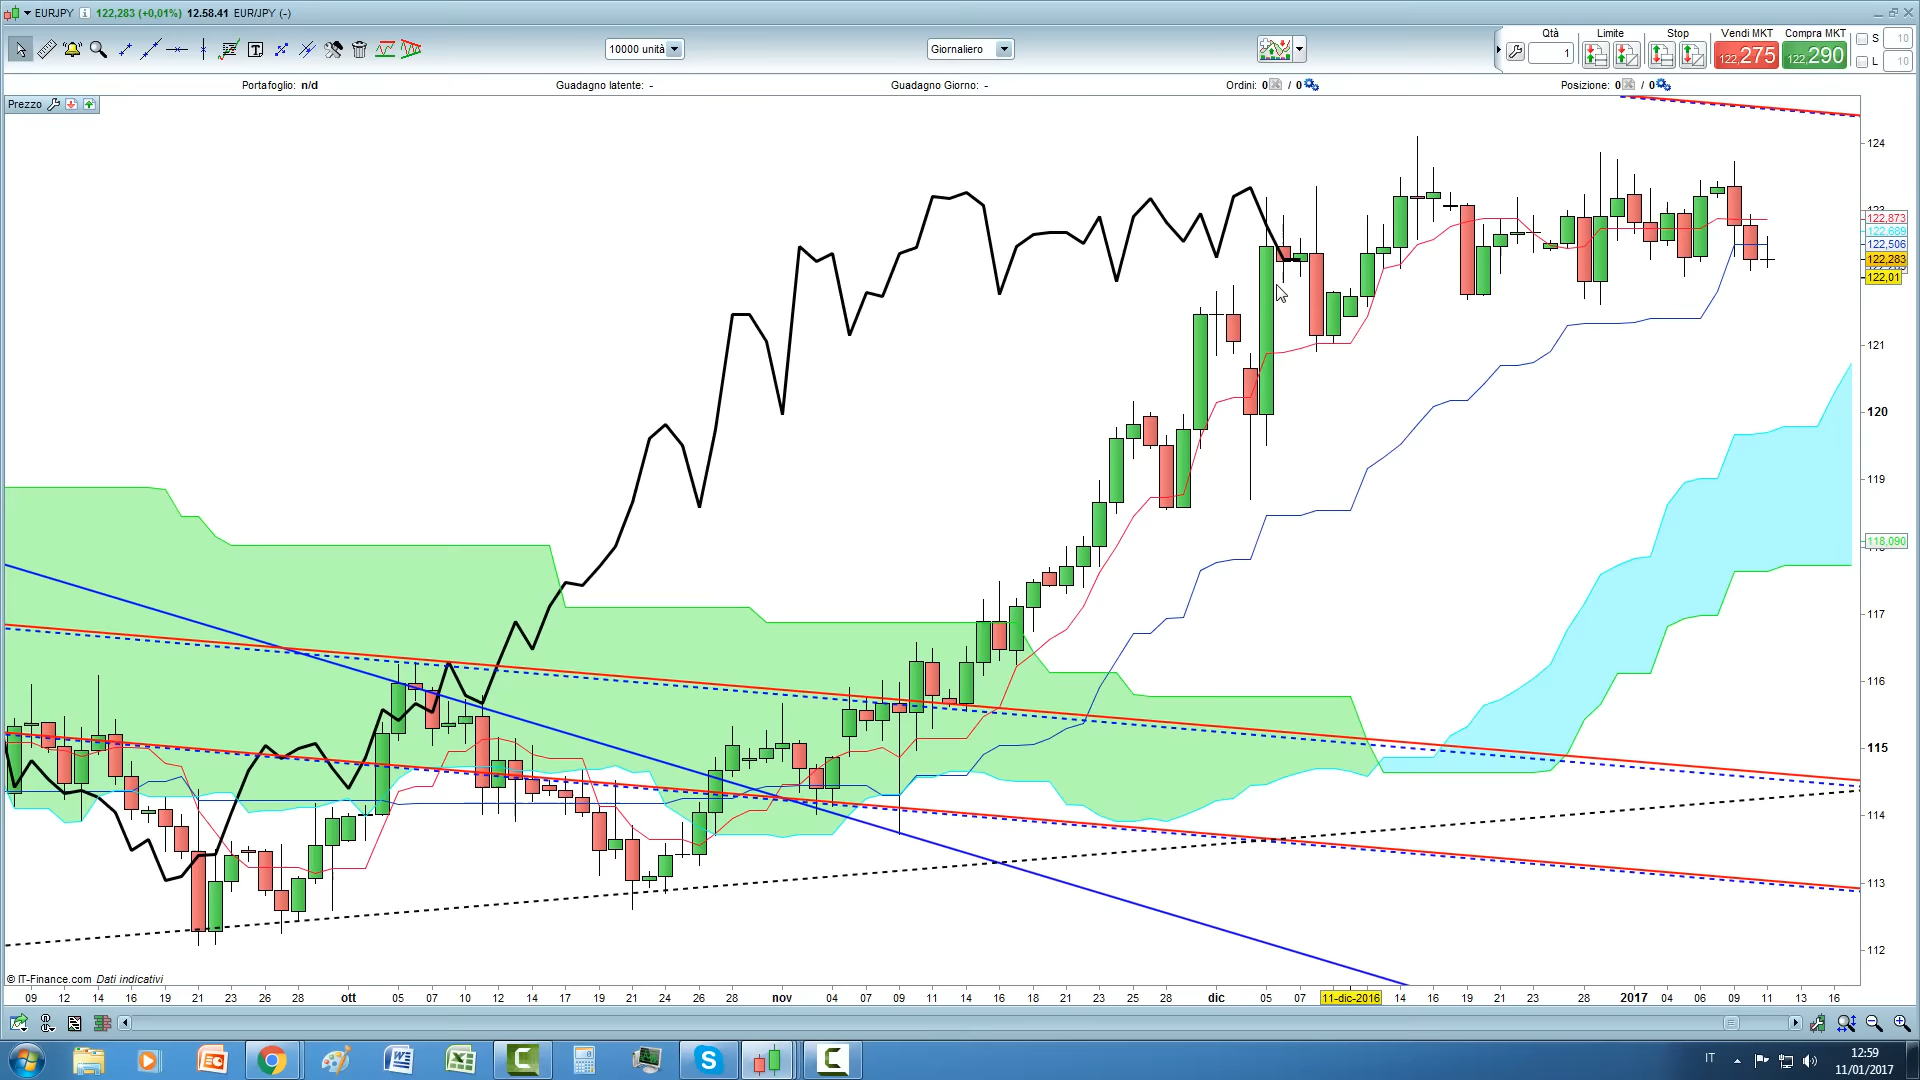 EURJPY 122,283 (+0,01%) 12.58.41 EUR/JPY (-)
10000 unità
Giornaliero
Qtà Limite Stop Vendi MKT Compra MKT
1
122,275
122,290
S 10
L 10
Portafoglio: n/d
Guadagno latente: -
Guadagno Giorno: -
Ordini: 0 / 0
Posizione: 0 / 0
Prezzo
124
122,873
122,689
122,506
122,283
122,01
121
120
119
118,090
117
116
115
114
113
112
© IT-Finance.com Dati indicativi
09 12 14 16 19 21 23 26 28 ott 05 07 10 12 14 17 19 21 24 26 28 nov 04 07 09 11 14 16 18 21 23 25 28 dic 05 07 11-dic-2016 14 16 19 21 23 28 2017 04 06 09 11 13 16
IT
12:59
11/01/2017